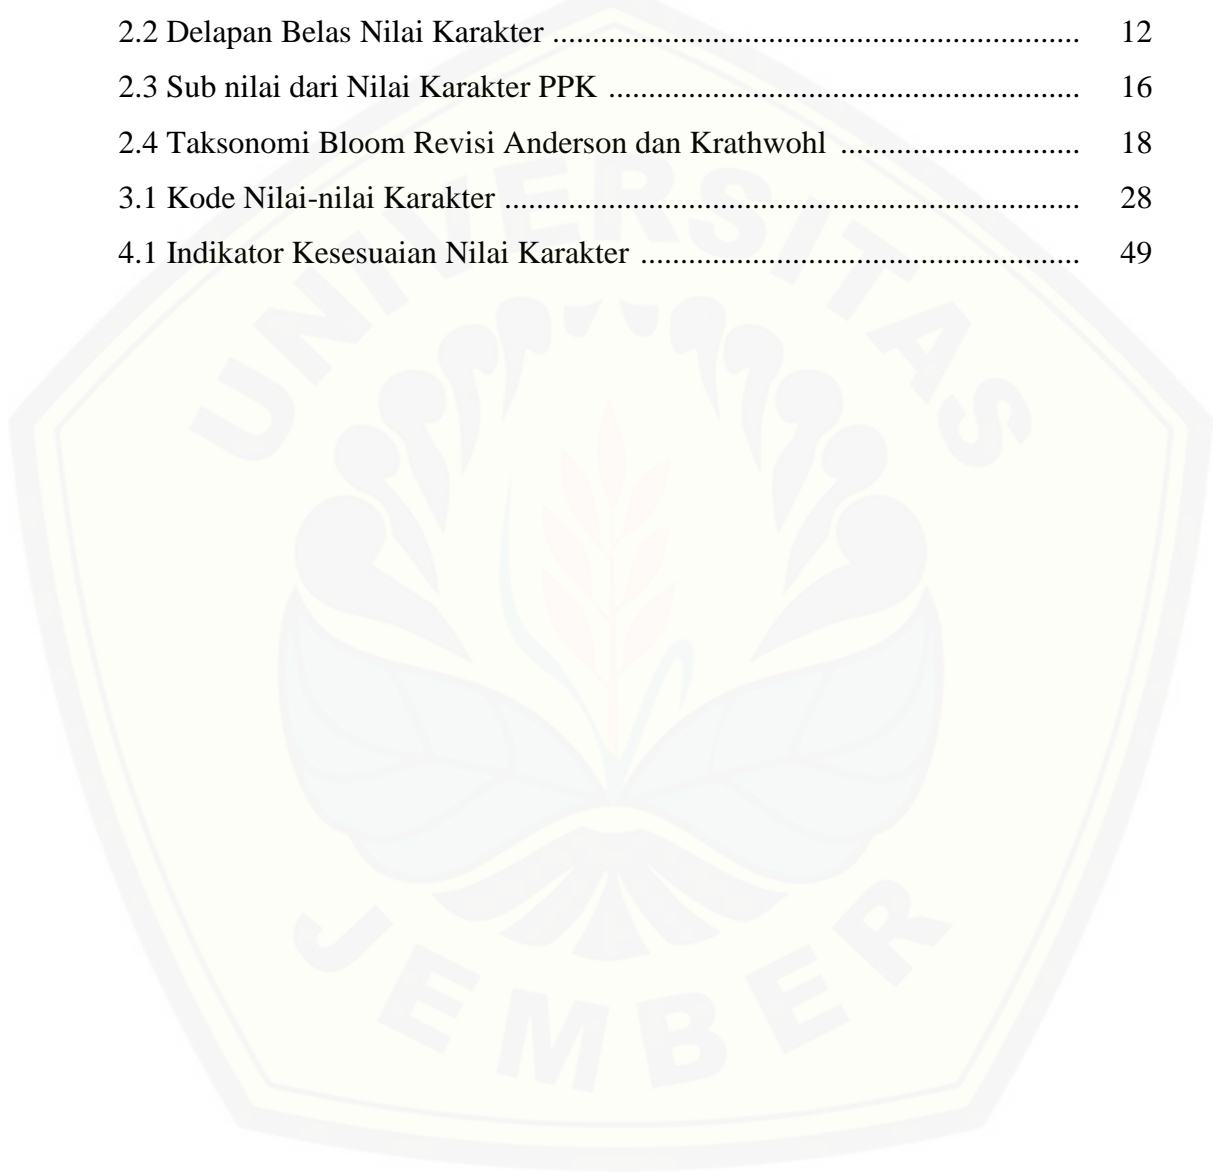 2.2 Delapan Belas Nilai Karakter .................................................................. 12
2.3 Sub nilai dari Nilai Karakter PPK ........................................................... 16
2.4 Taksonomi Bloom Revisi Anderson dan Krathwohl .............................. 18
3.1 Kode Nilai-nilai Karakter ........................................................................ 28
4.1 Indikator Kesesuaian Nilai Karakter ....................................................... 49
UNIVERSITAS
JEMBER